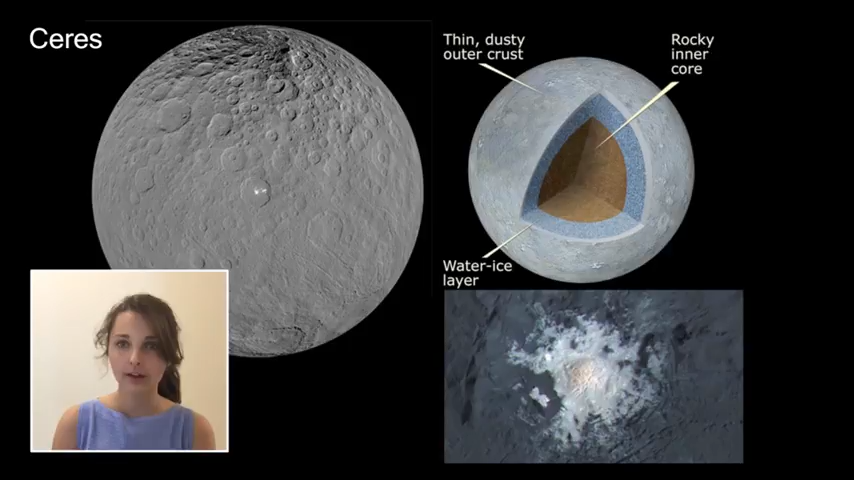 Ceres
Thin, dusty
outer crust
Rocky
inner
core
Water-ice
layer